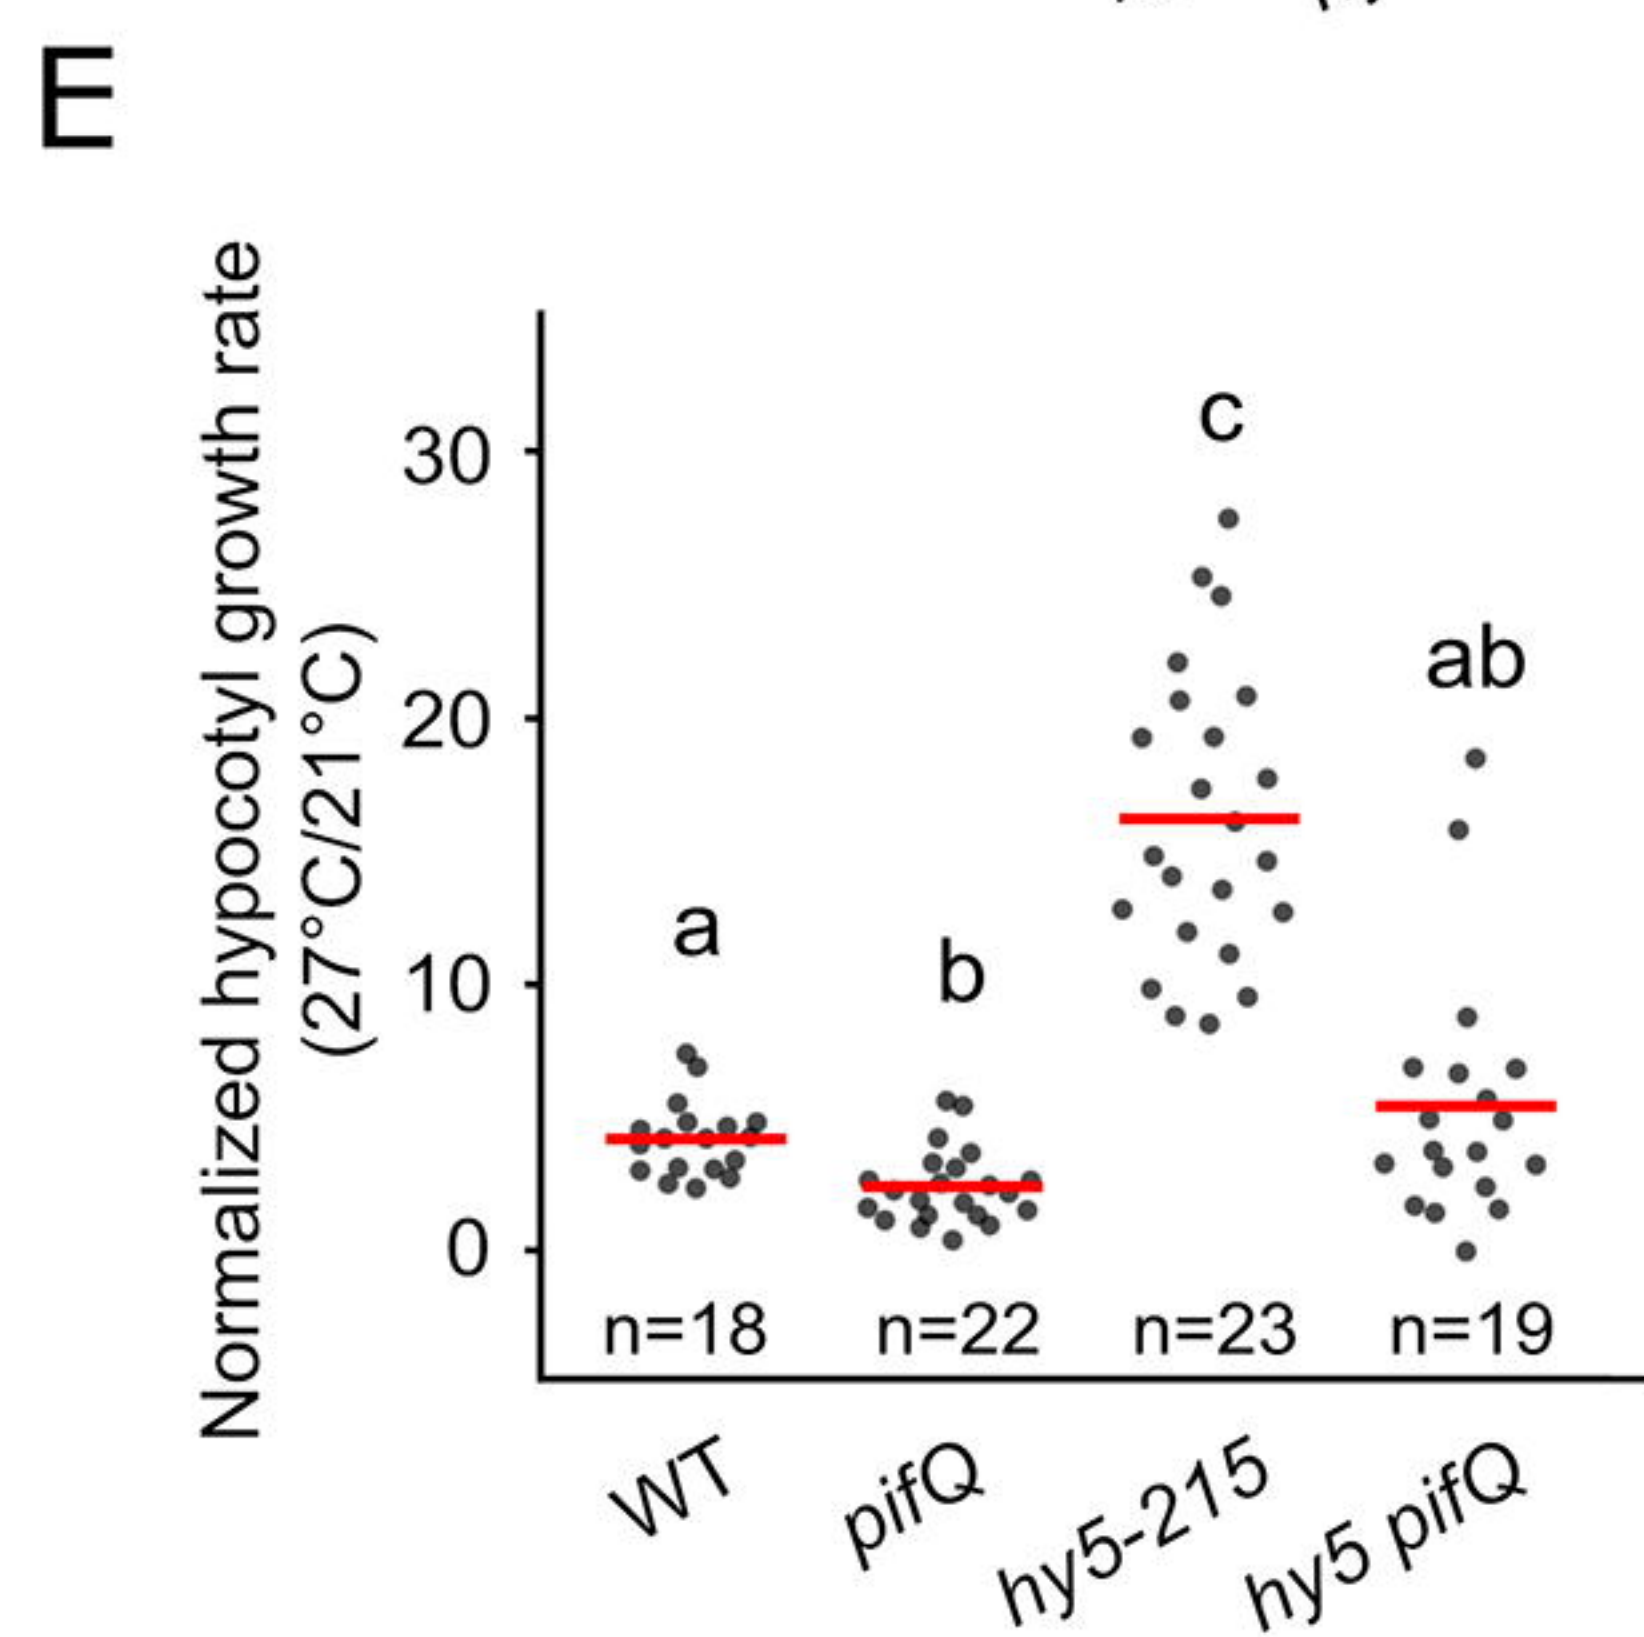 E
Normalized hypocotyl growth rate
(27°C/21°C)
30
20
10
0
a
b
c
ab
n=18
n=22
n=23
n=19
WT
pifQ
hy5-215
hy5 pifQ